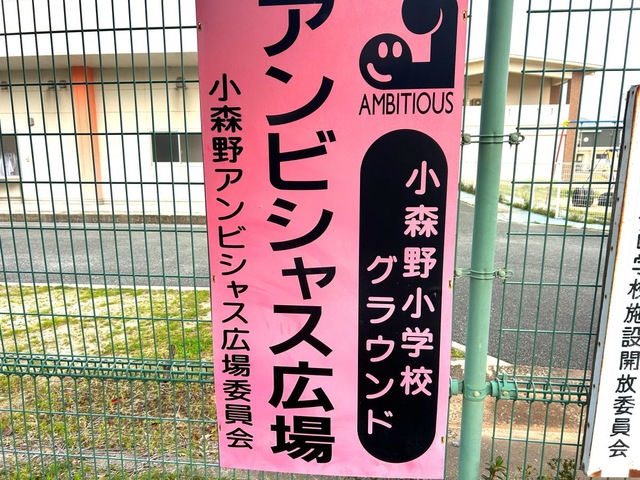 AMBITIOUS
小森野小学校
グラウンド
アンビシャス広場
小森野アンビシャス広場委員会
学校施設開放委員会